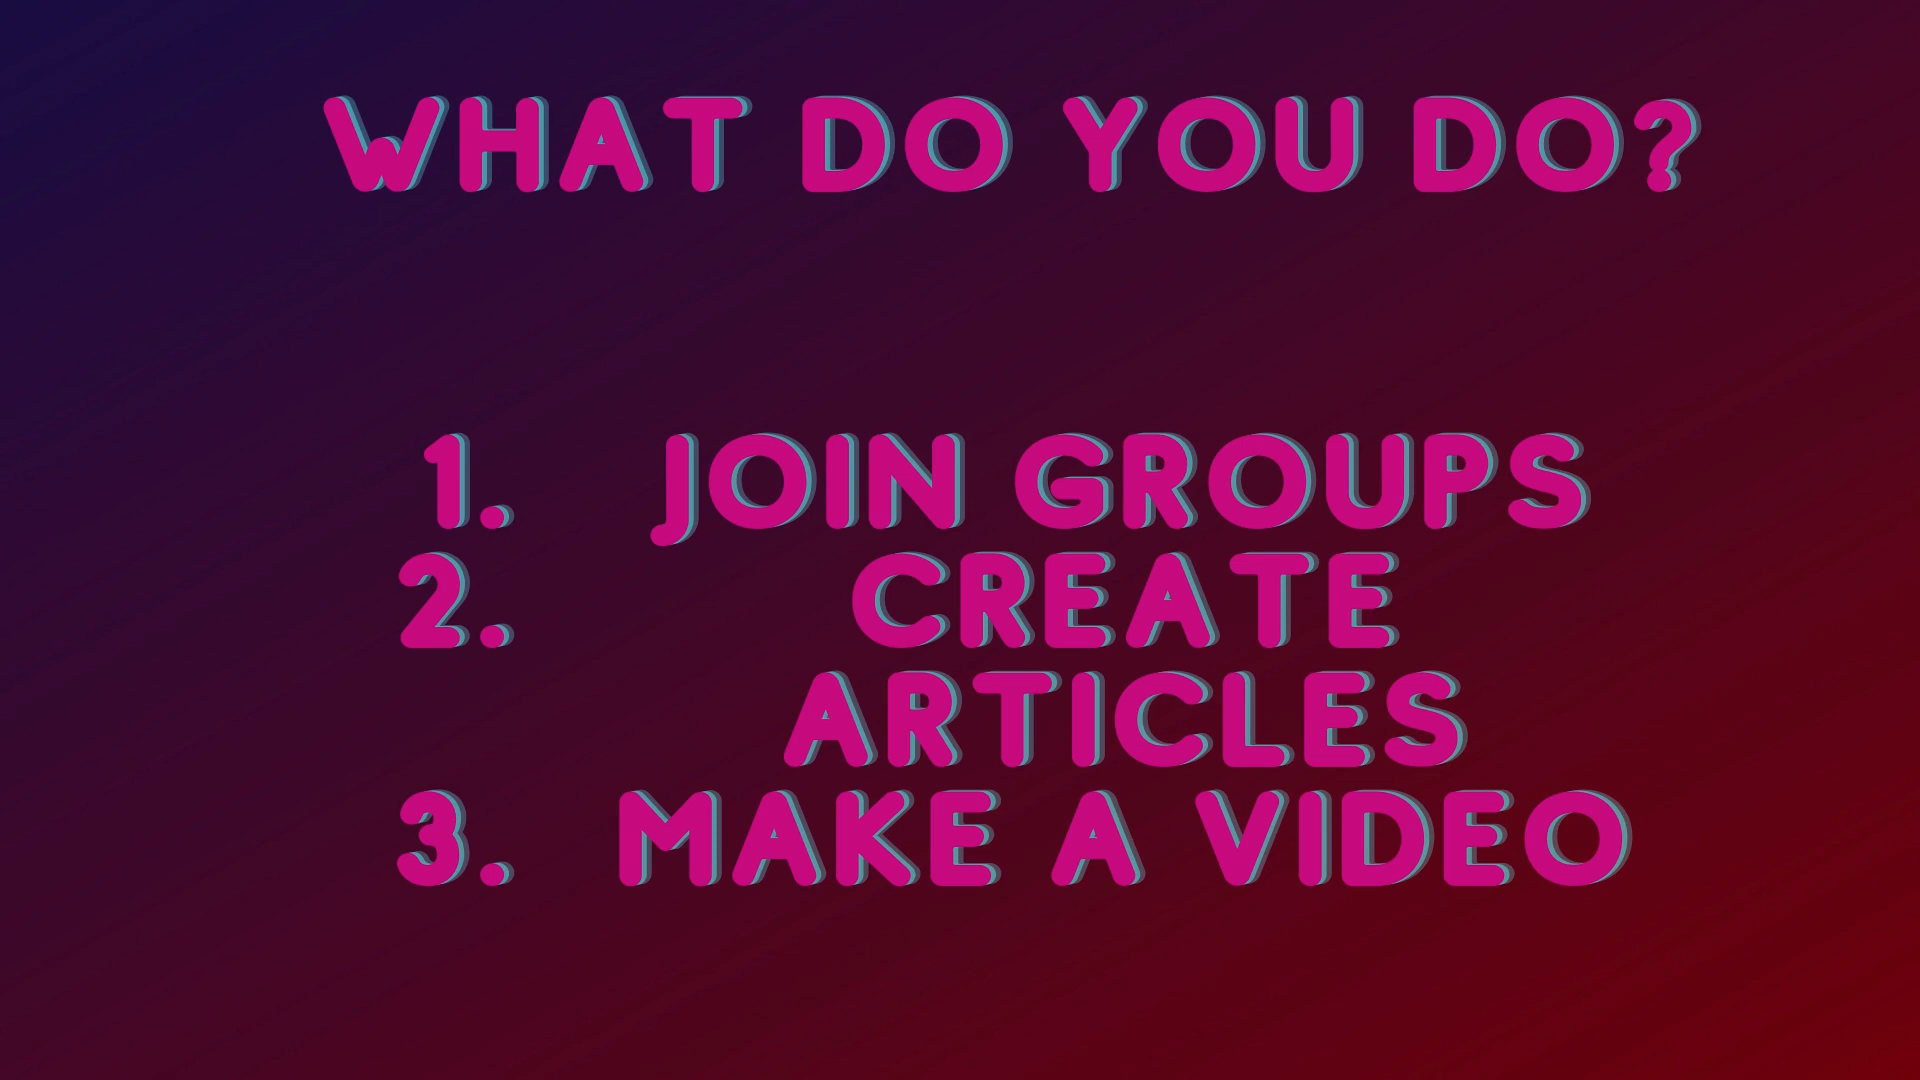 WHAT DO YOU DO?
1. JOIN GROUPS
2. CREATE
ARTICLES
3. MAKE A VIDEO